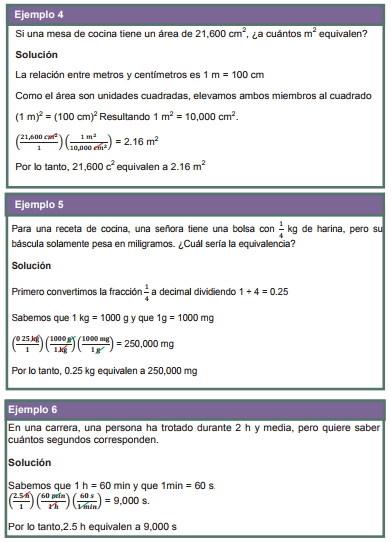 Ejemplo 4
Si una mesa de cocina tiene un área de 21,600 cm², ¿a cuántos m² equivalen?
Solución
La relación entre metros y centímetros es 1 m = 100 cm
Como el área son unidades cuadradas, elevamos ambos miembros al cuadrado
(1 m)² = (100 cm)² Resultando 1 m² = 10,000 cm².
(21,600 cm²/1)(1 m²/10,000 cm²) = 2.16 m²
Por lo tanto, 21,600 c² equivalen a 2.16 m²
Ejemplo 5
Para una receta de cocina, una señora tiene una bolsa con 1/4 kg de harina, pero su
báscula solamente pesa en miligramos. ¿Cuál sería la equivalencia?
Solución
Primero convertimos la fracción 1/4 a decimal dividiendo 1 ÷ 4 = 0.25
Sabemos que 1 kg = 1000 g y que 1g = 1000 mg
(0 25 kg/1)(1000 g/1 kg)(1000 mg/1 g) = 250,000 mg
Por lo tanto, 0.25 kg equivalen a 250,000 mg
Ejemplo 6
En una carrera, una persona ha trotado durante 2 h y media, pero quiere saber
cuántos segundos corresponden.
Solución
Sabemos que 1 h = 60 min y que 1min = 60 s
(2.5 h/1)(60 min/1 h)(60 s/1 min) = 9,000 s.
Por lo tanto,2.5 h equivalen a 9,000 s